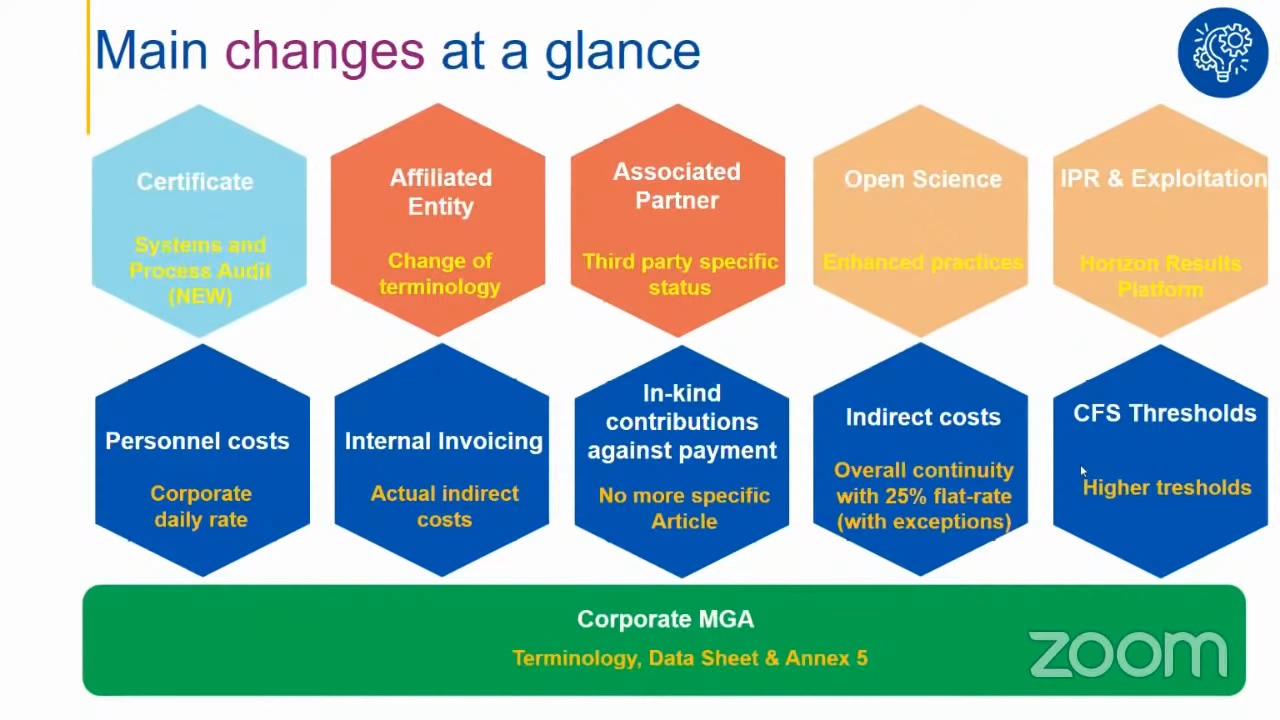 Main changes at a glance
Certificate
Systems and
Process Audit
(NEW)
Affiliated
Entity
Change of
terminology
Associated
Partner
Third party specific
status
Open Science
Enhanced practices
IPR & Exploitation
Horizon Results
Platform
Personnel costs
Corporate
daily rate
Internal Invoicing
Actual indirect
costs
In-kind
contributions
against payment
No more specific
Article
Indirect costs
Overall continuity
with 25% flat-rate
(with exceptions)
CFS Thresholds
Higher tresholds
Corporate MGA
Terminology, Data Sheet & Annex 5
zoom